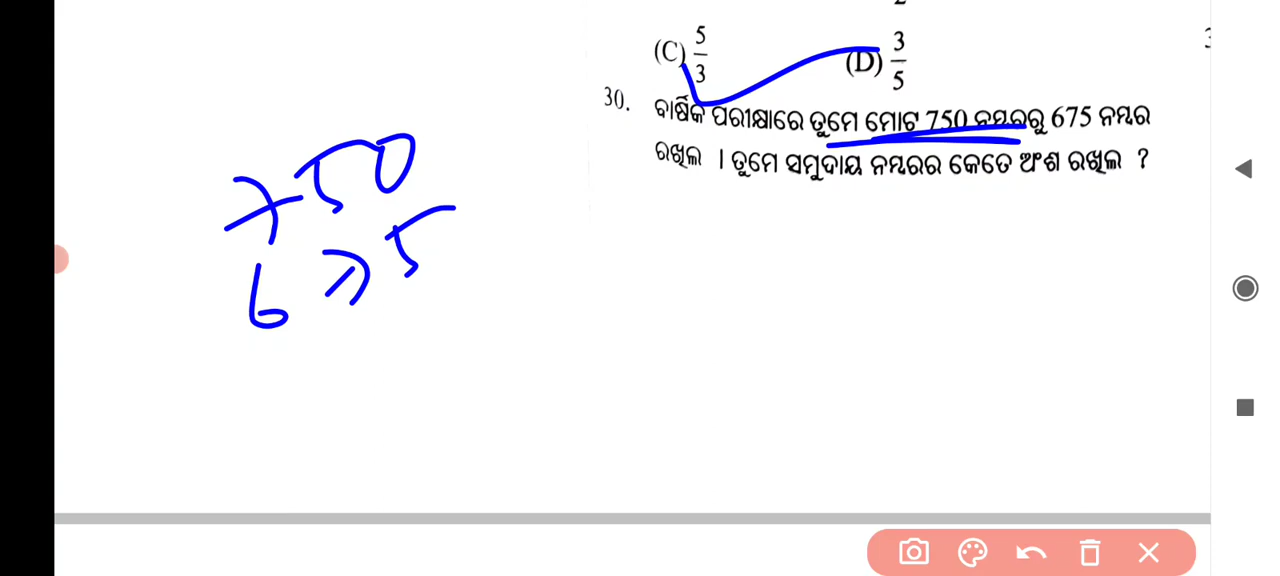 (C) 5/3 (D) 3/5
30. ବାର୍ଷିକ ପରୀକ୍ଷାରେ ତୁମେ ମୋଟ 750 ନମ୍ବରରୁ 675 ନମ୍ବର
ରଖିଲ । ତୁମେ ସମୁଦାୟ ନମ୍ବରର କେତେ ଅଂଶ ରଖିଲ ?
750
675